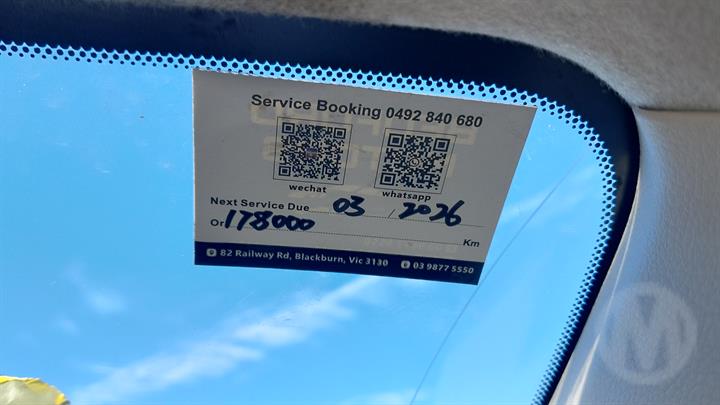 Service Booking 0492 840 680
wechat whatsapp
Next Service Due 03 / 2026
Or 178000 Km
82 Railway Rd, Blackburn, Vic 3130 03 9877 5550
M